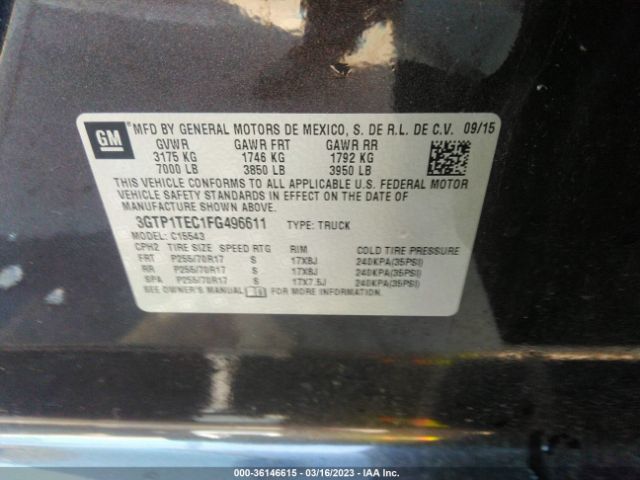 GM
MFD BY GENERAL MOTORS DE MEXICO, S. DE R.L. DE C.V. 09/15
GVWR GAWR FRT GAWR RR
3175 KG 1746 KG 1792 KG
7000 LB 3850 LB 3950 LB
THIS VEHICLE CONFORMS TO ALL APPLICABLE U.S. FEDERAL MOTOR
VEHICLE SAFETY STANDARDS IN EFFECT ON THE DATE OF
MANUFACTURE SHOWN ABOVE.
3GTP1TEC1FG496611 TYPE: TRUCK
MODEL: C15543
CPH2 TIRE SIZE SPEED RTG RIM COLD TIRE PRESSURE
FRT P255/70R17 S 17X8J 240KPA(35PSI)
RR P255/70R17 S 17X8J 240KPA(35PSI)
SPA P255/70R17 S 17X7.5J 240KPA(35PSI)
SEE OWNER'S MANUAL FOR MORE INFORMATION.
000-36146615 - 03/16/2023 - IAA Inc.